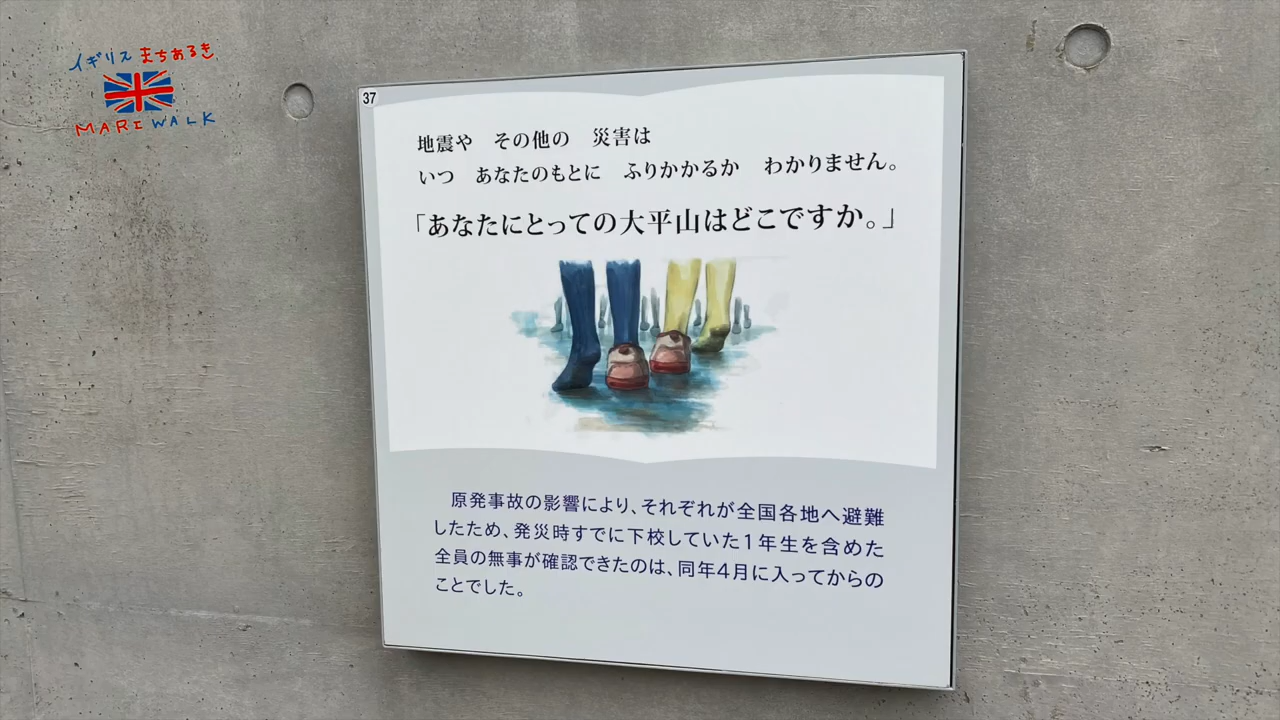 イギリス まちあるき
MARI WALK
37
地震や その他の 災害は
いつ あなたのもとに ふりかかるか わかりません。
「あなたにとっての大平山はどこですか。」
原発事故の影響により、それぞれが全国各地へ避難
したため、発災時すでに下校していた1年生を含めた
全員の無事が確認できたのは、同年4月に入ってからの
ことでした。